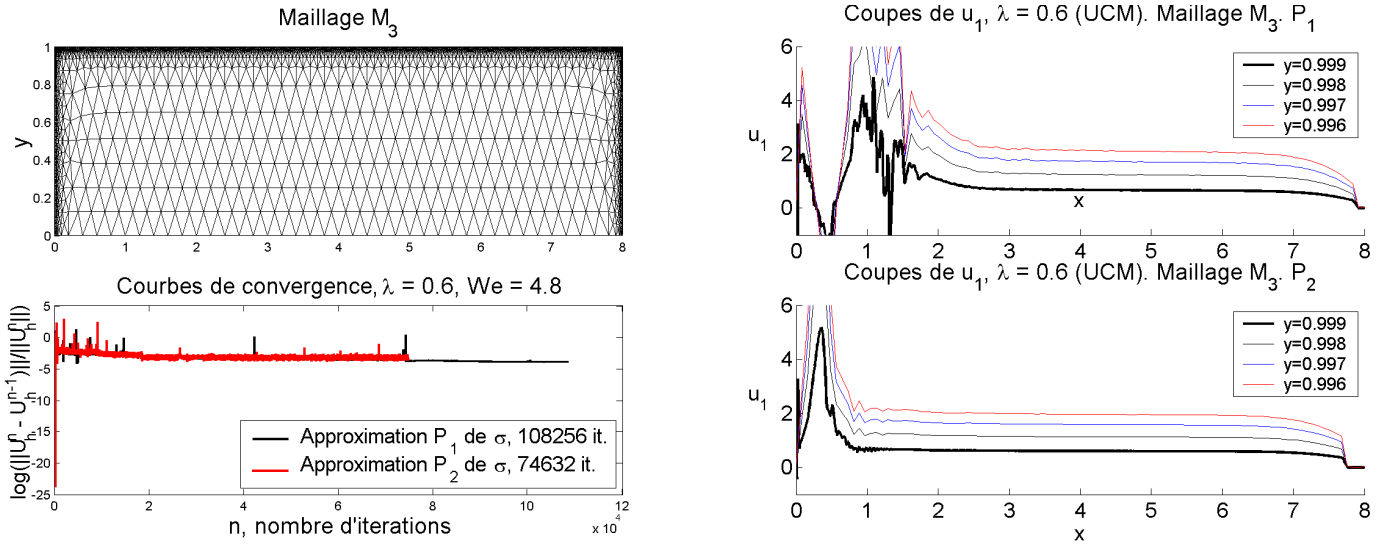 Maillage M3
1
0.8
0.6
0.4
0.2
0
y
0 1 2 3 4 5 6 7 8
Courbes de convergence, λ = 0.6, We = 4.8
5
0
-5
-10
-15
-20
-25
log(||U_h^n - U_h^{n-1})||/||U_h^n||)
Approximation P1 de σ, 108256 it.
Approximation P2 de σ, 74632 it.
0 2 4 6 8 10 12
x 10^4
n, nombre d'iterations
Coupes de u1, λ = 0.6 (UCM). Maillage M3. P1
6
4
2
0
u1
y=0.999
y=0.998
y=0.997
y=0.996
x
0 1 2 3 4 5 6 7 8
Coupes de u1, λ = 0.6 (UCM). Maillage M3. P2
6
4
2
0
u1
y=0.999
y=0.998
y=0.997
y=0.996
0 1 2 3 4 5 6 7 8
x